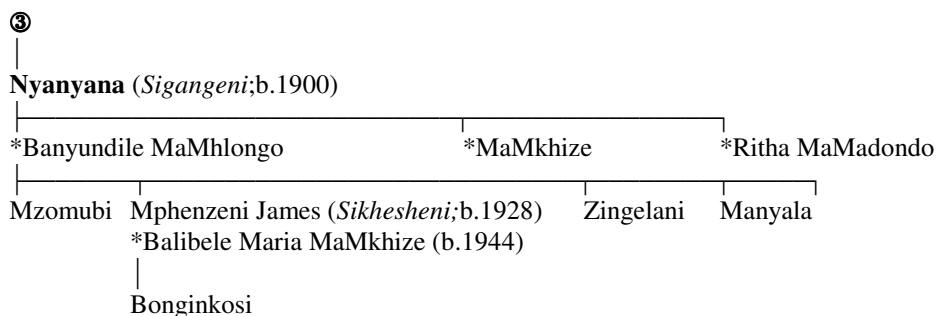 ③
Nyanyana (Sigangeni;b.1900)
*Banyundile MaMhlongo *MaMkhize *Ritha MaMadondo
Mzomubi Mphenzeni James (Sikhesheni;b.1928) Zingelani Manyala
*Balibele Maria MaMkhize (b.1944)
Bonginkosi